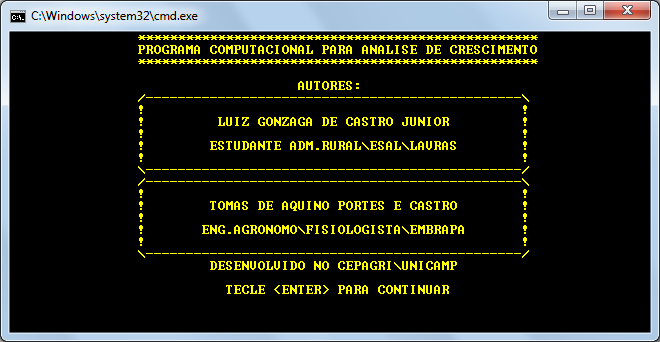 C:\Windows\system32\cmd.exe
**************************************************
PROGRAMA COMPUTACIONAL PARA ANALISE DE CRESCIMENTO
**************************************************
AUTORES:
LUIZ GONZAGA DE CASTRO JUNIOR
ESTUDANTE ADM.RURAL\ESAL\LAVRAS
TOMAS DE AQUINO PORTES E CASTRO
ENG.AGRONOMO\FISIOLOGISTA\EMBRAPA
DESENVOLVIDO NO CEPAGRI\UNICAMP
TECLE <ENTER> PARA CONTINUAR